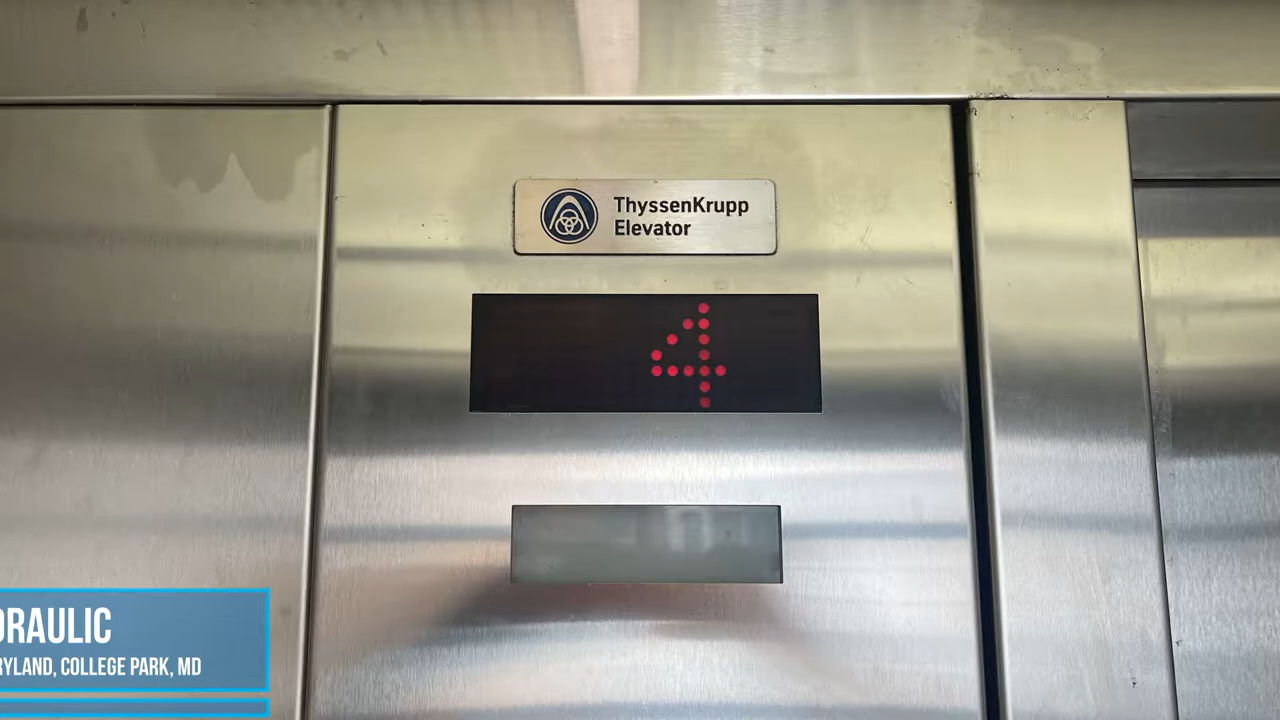 ThyssenKrupp
Elevator
4
DRAULIC
RYLAND, COLLEGE PARK, MD